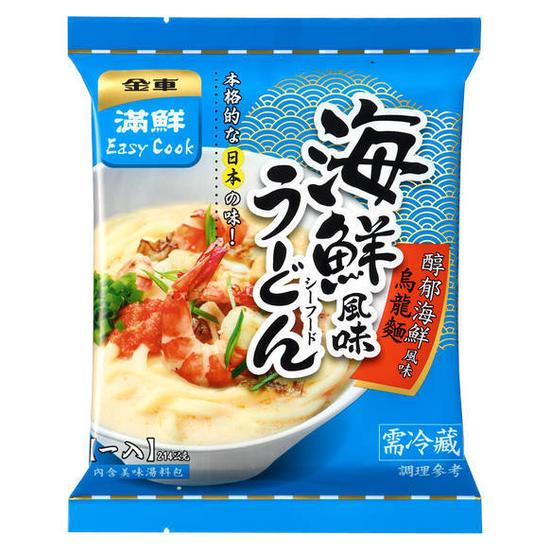 金車
滿鮮
Easy Cook
本格的な日本の味！
海鮮風味
うーどん
シーフード
醇郁海鮮風味
烏龍麵
【一入】214公克
內含美味湯料包
需冷藏
調理參考